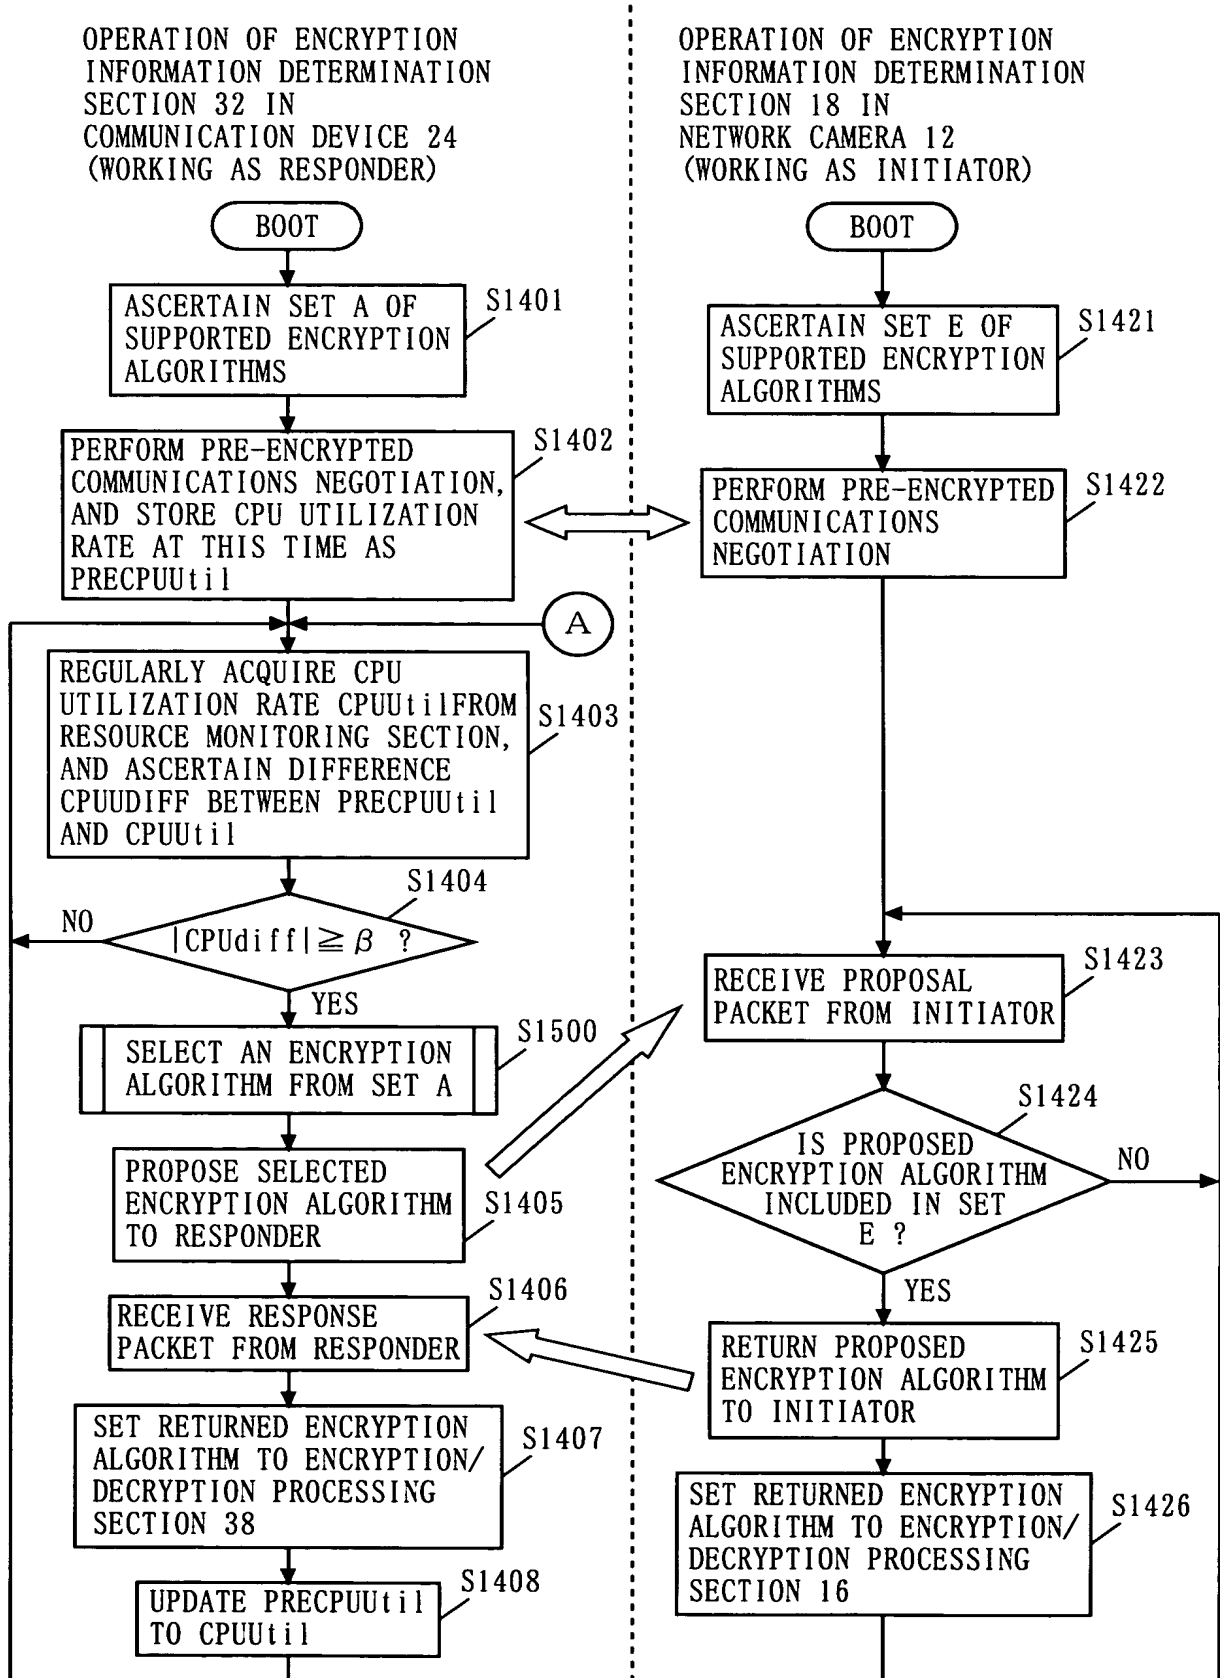 OPERATION OF ENCRYPTION
INFORMATION DETERMINATION
SECTION 32 IN
COMMUNICATION DEVICE 24
(WORKING AS RESPONDER)
BOOT
ASCERTAIN SET A OF
SUPPORTED ENCRYPTION
ALGORITHMS
S1401
PERFORM PRE-ENCRYPTED
COMMUNICATIONS NEGOTIATION,
AND STORE CPU UTILIZATION
RATE AT THIS TIME AS
PRECPUUtil
S1402
A
REGULARLY ACQUIRE CPU
UTILIZATION RATE CPUUtilFROM
RESOURCE MONITORING SECTION,
AND ASCERTAIN DIFFERENCE
CPUUDIFF BETWEEN PRECPUUtil
AND CPUUtil
S1403
S1404
NO
|CPUdiff|≧β ?
YES
SELECT AN ENCRYPTION
ALGORITHM FROM SET A
S1500
PROPOSE SELECTED
ENCRYPTION ALGORITHM
TO RESPONDER
S1405
RECEIVE RESPONSE
PACKET FROM RESPONDER
S1406
SET RETURNED ENCRYPTION
ALGORITHM TO ENCRYPTION/
DECRYPTION PROCESSING
SECTION 38
S1407
UPDATE PRECPUUtil
TO CPUUtil
S1408
OPERATION OF ENCRYPTION
INFORMATION DETERMINATION
SECTION 18 IN
NETWORK CAMERA 12
(WORKING AS INITIATOR)
BOOT
ASCERTAIN SET E OF
SUPPORTED ENCRYPTION
ALGORITHMS
S1421
PERFORM PRE-ENCRYPTED
COMMUNICATIONS
NEGOTIATION
S1422
RECEIVE PROPOSAL
PACKET FROM INITIATOR
S1423
S1424
IS PROPOSED
ENCRYPTION ALGORITHM
INCLUDED IN SET
E ?
NO
YES
RETURN PROPOSED
ENCRYPTION ALGORITHM
TO INITIATOR
S1425
SET RETURNED ENCRYPTION
ALGORITHM TO ENCRYPTION/
DECRYPTION PROCESSING
SECTION 16
S1426